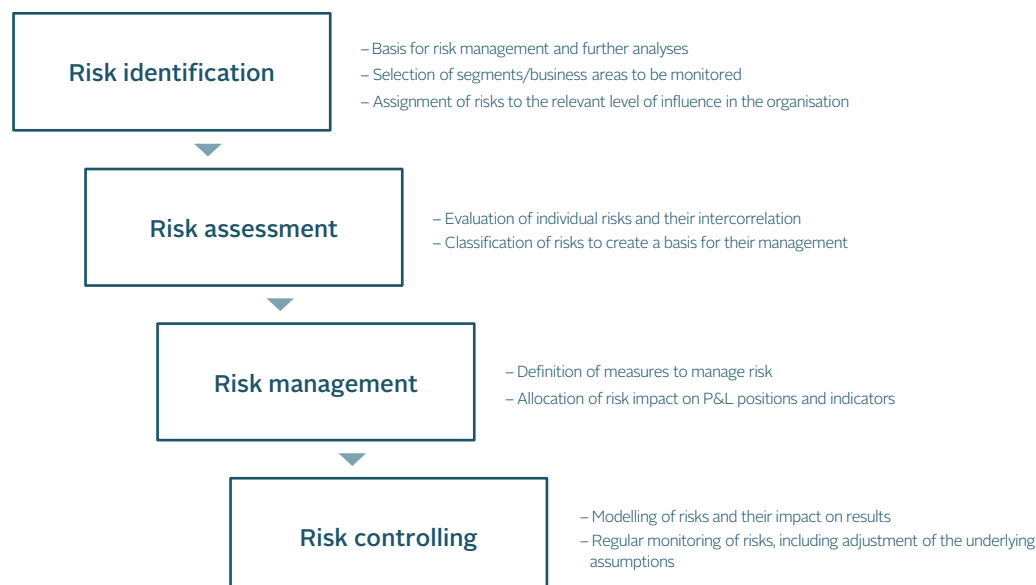 Risk identification
– Basis for risk management and further analyses
– Selection of segments/business areas to be monitored
– Assignment of risks to the relevant level of influence in the organisation
Risk assessment
– Evaluation of individual risks and their intercorrelation
– Classification of risks to create a basis for their management
Risk management
– Definition of measures to manage risk
– Allocation of risk impact on P&L positions and indicators
Risk controlling
– Modelling of risks and their impact on results
– Regular monitoring of risks, including adjustment of the underlying
assumptions